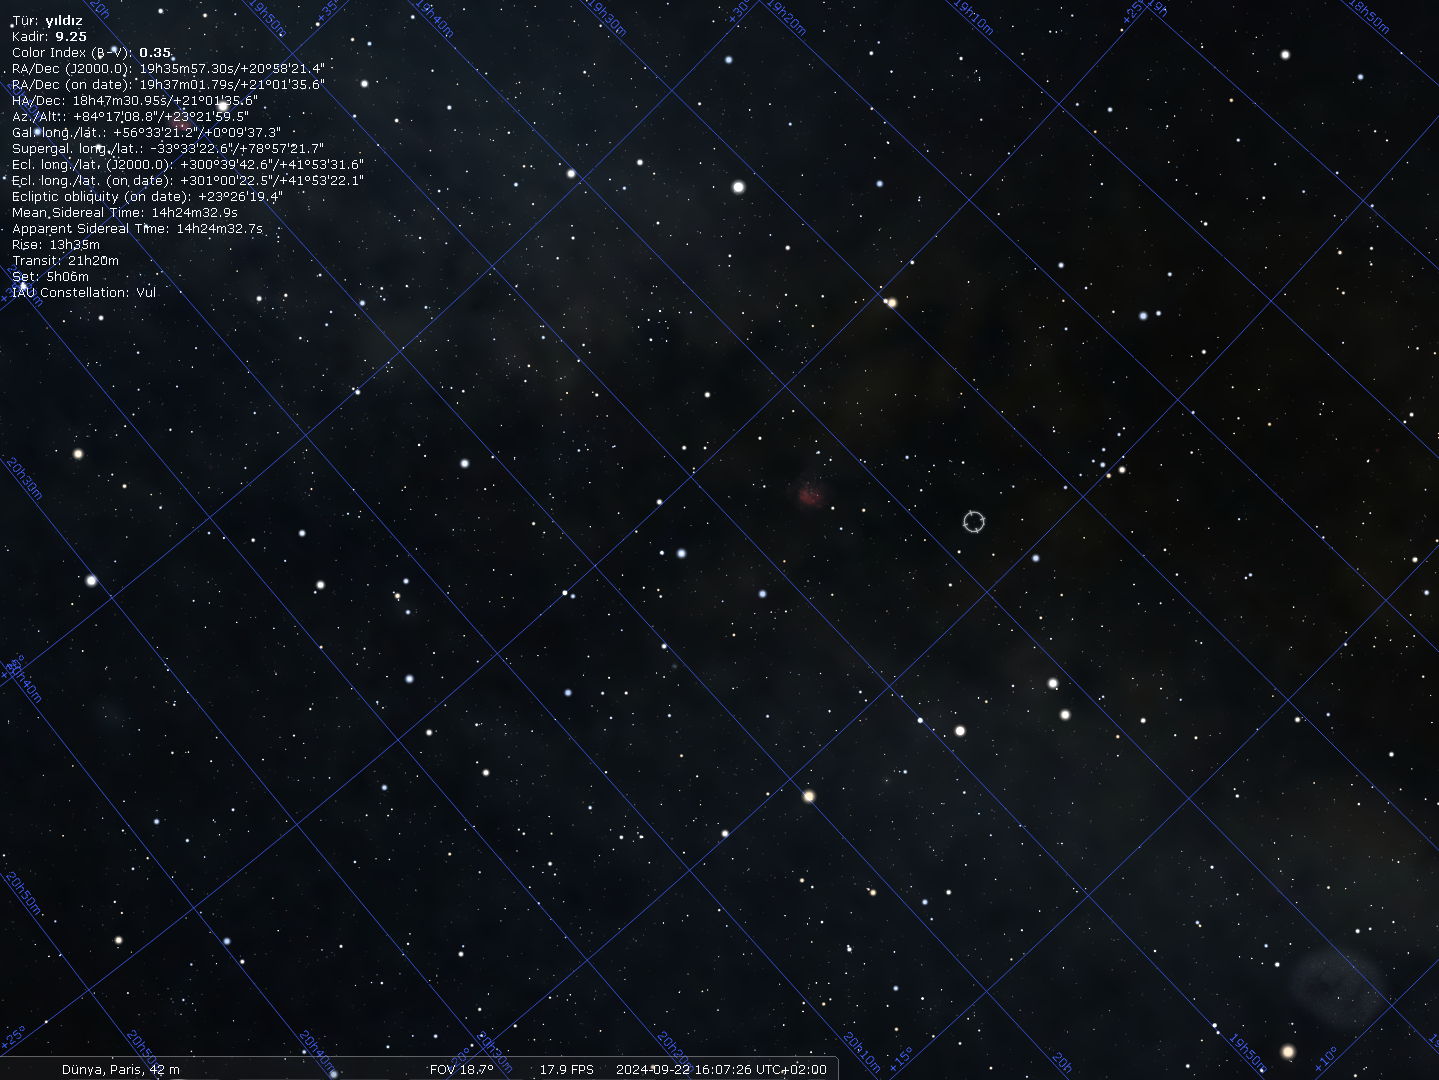 Tür: yıldız
Kadir: 9.25
Color Index (B-V): 0.35
RA/Dec (J2000.0): 19h35m57.30s/+20°58'21.4"
RA/Dec (on date): 19h37m01.79s/+21°01'35.6"
HA/Dec: 18h47m30.95s/+21°01'35.6"
Az./Alt.: +84°17'08.8"/+23°21'59.5"
Gal. long./lat.: +56°33'21.2"/+0°09'37.3"
Supergal. long./lat.: -33°33'22.6"/+78°57'21.7"
Ecl. long./lat. (J2000.0): +300°39'42.6"/+41°53'31.6"
Ecl. long./lat. (on date): +301°00'22.5"/+41°53'22.1"
Ecliptic obliquity (on date): +23°26'19.4"
Mean Sidereal Time: 14h24m32.9s
Apparent Sidereal Time: 14h24m32.7s
Rise: 13h35m
Transit: 21h20m
Set: 5h06m
IAU Constellation: Vul
20h
19h50m
+35°
19h40m
19h30m
+30°
19h20m
19h10m
+25°
19h
18h50m
20h30m
20h40m
20h50m
+25°
20h50m
20h40m
20h30m
20h20m
20h10m
+15°
20h
19h50m
+10°
Dünya, Paris, 42 m
FOV 18.7°
17.9 FPS
2024-09-22 16:07:26 UTC+02:00